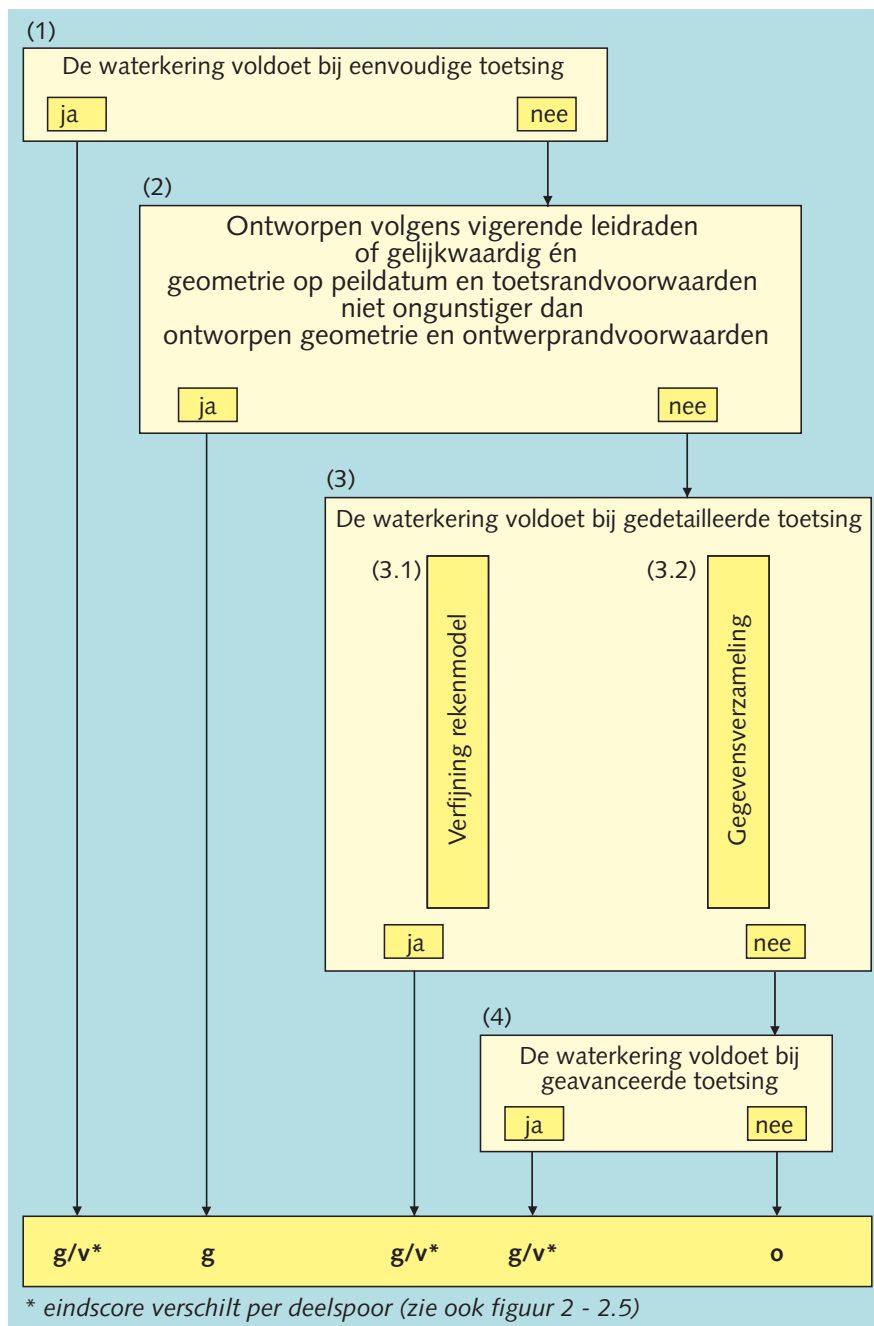 (1)
De waterkering voldoet bij eenvoudige toetsing
ja
nee
(2)
Ontworpen volgens vigerende leidraden
of gelijkwaardig én
geometrie op peildatum en toetsrandvoorwaarden
niet ongunstiger dan
ontworpen geometrie en ontwerprandvoorwaarden
ja
nee
(3)
De waterkering voldoet bij gedetailleerde toetsing
(3.1)
Verfijning rekenmodel
(3.2)
Gegevensverzameling
ja
nee
(4)
De waterkering voldoet bij
geavanceerde toetsing
ja
nee
g/v* g g/v* g/v* o
* eindscore verschilt per deelspoor (zie ook figuur 2 - 2.5)